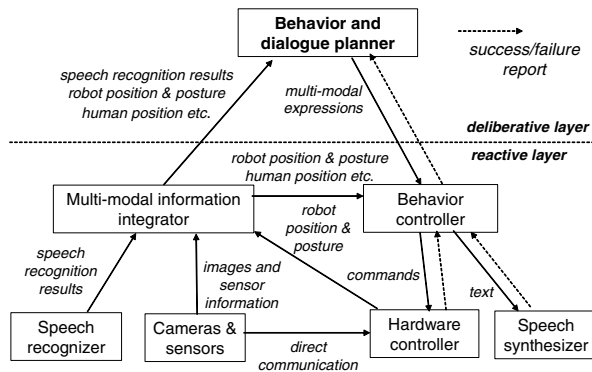 Behavior and
dialogue planner
success/failure
report
speech recognition results
robot position & posture
human position etc.
multi-modal
expressions
deliberative layer
reactive layer
robot position & posture
human position etc.
Multi-modal information
integrator
Behavior
controller
robot
position &
posture
speech
recognition
results
images and
sensor
information
commands
text
Speech
recognizer
Cameras &
sensors
direct
communication
Hardware
controller
Speech
synthesizer